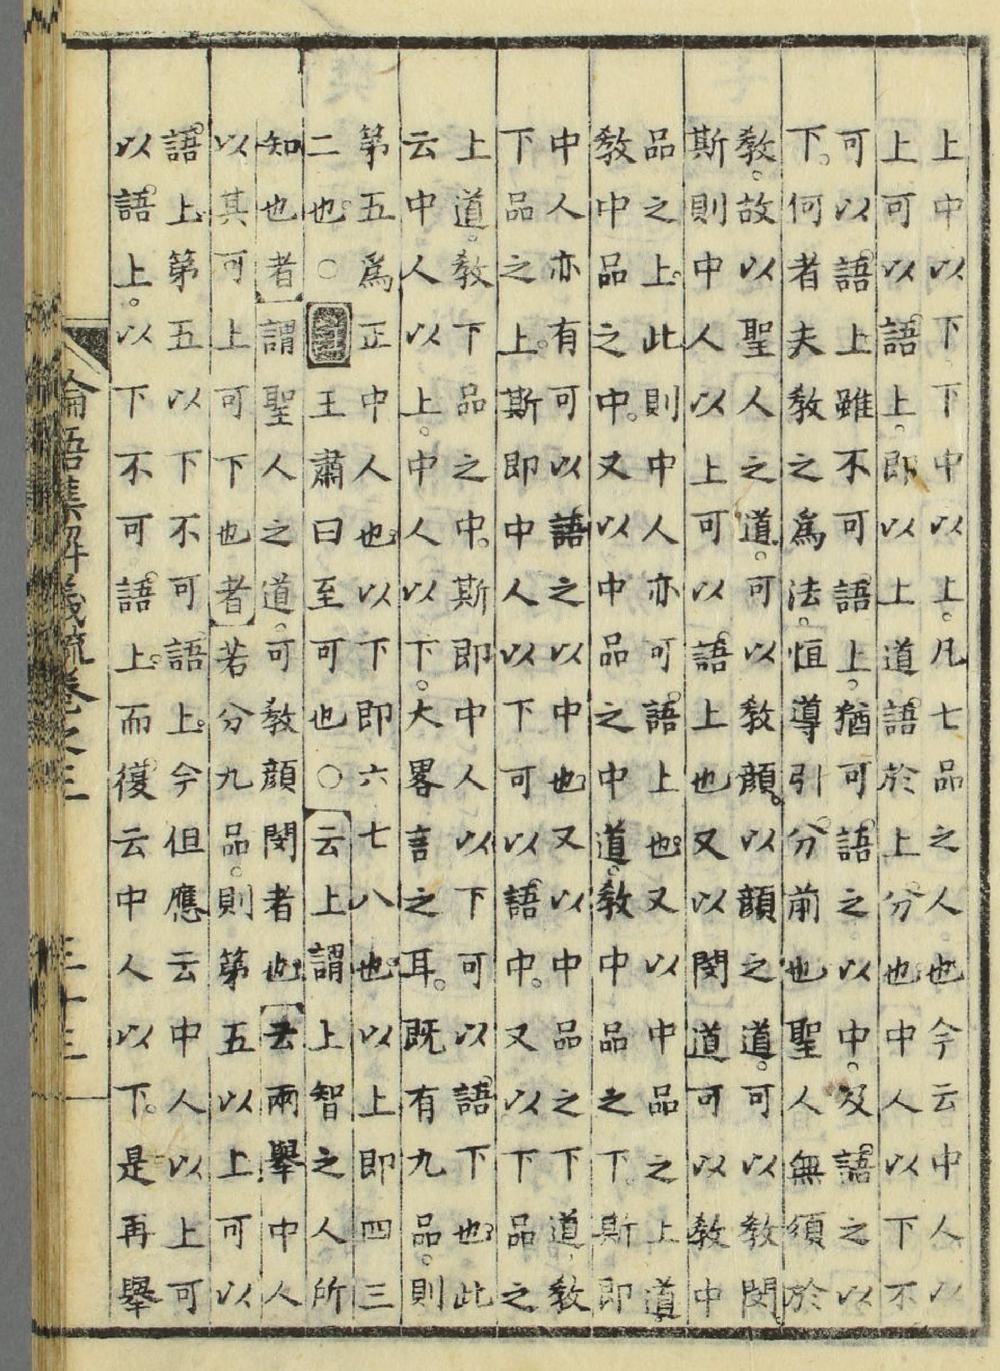 上中以下下中以上。凡七品之人也今云中人以
上可以語上。即以上道語於上分也中人以下不
可以語上雖不可語上。猶可語之以中。及語之以
下。何者夫教之為法。恒導引分前也聖人無須於
教。故以聖人之道。可以教顏。以顏之道。可以教閔。
斯則中人以上可以語上也又以閔道可以教中
品之上。此則中人亦可語上也又以中品之上道
教中品之中。又以中品之中道教中品之下。斯即
中人亦有可以語之以中也又以中品之下道教
下品之上。斯即中人以下可以語中。又以下品之
上道。教下品之中。斯即中人以下可以語下也此
云中人以上。中人以下。大畧言之耳。既有九品。則
第五爲正中人也以下即六七八也以上即四三
二也。○王肅曰至可也○云上謂上智之人所
知也者謂聖人之道。可教顏閔者也云兩舉中人
以其可上可下也者若分九品。則第五以上可以
語上。第五以下不可語上。今但應云中人以上可
以語上。以下不可語上。而復云中人以下。是再舉
論語集解義疏卷之三 三十三